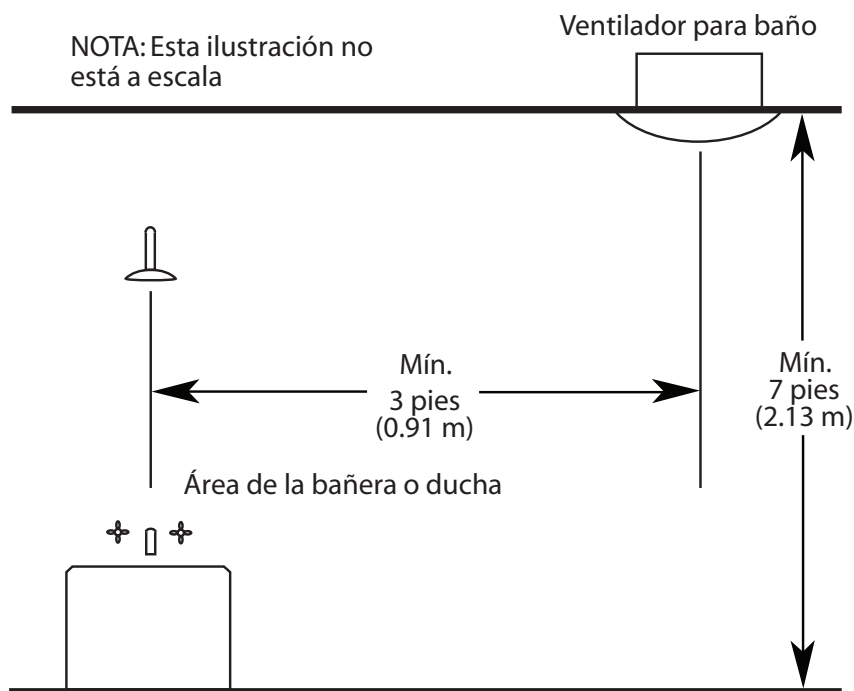 NOTA: Esta ilustración no
está a escala
Ventilador para baño
Mín.
3 pies
(0.91 m)
Mín.
7 pies
(2.13 m)
Área de la bañera o ducha